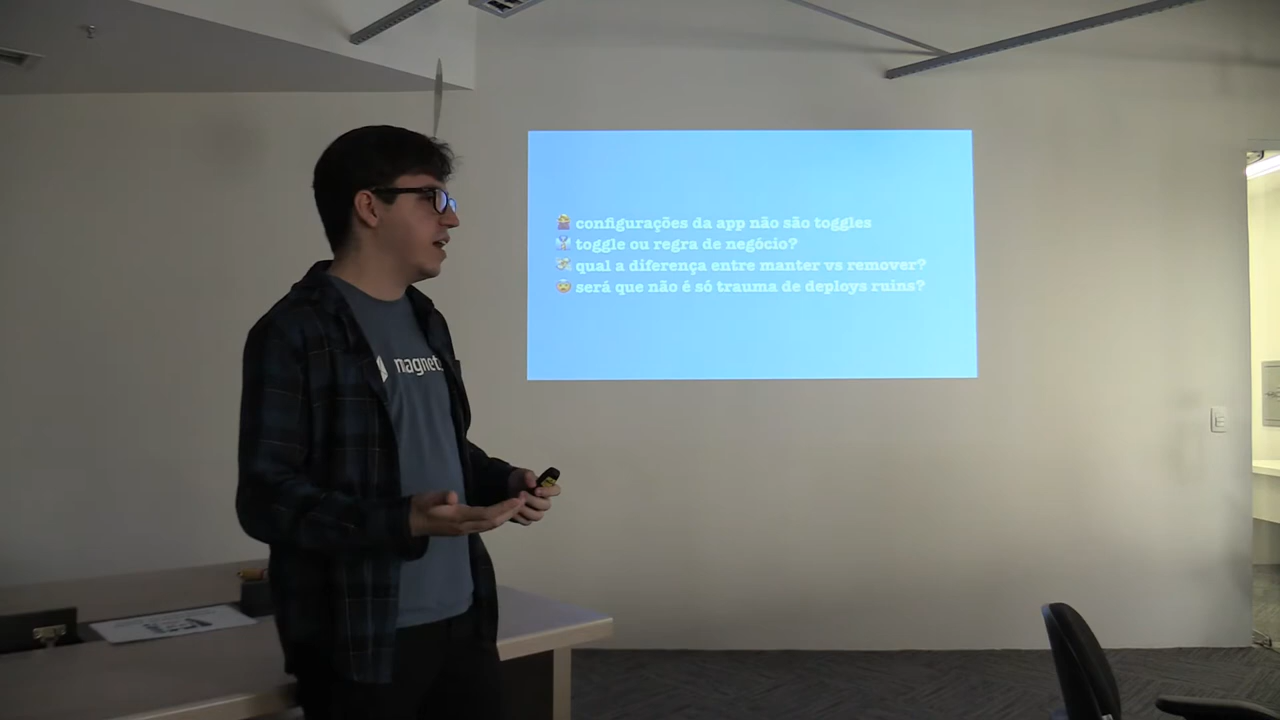 configurações da app não são toggles
toggle ou regra de negócio?
qual a diferença entre manter vs remover?
será que não é só trauma de deploys ruins?
magnet